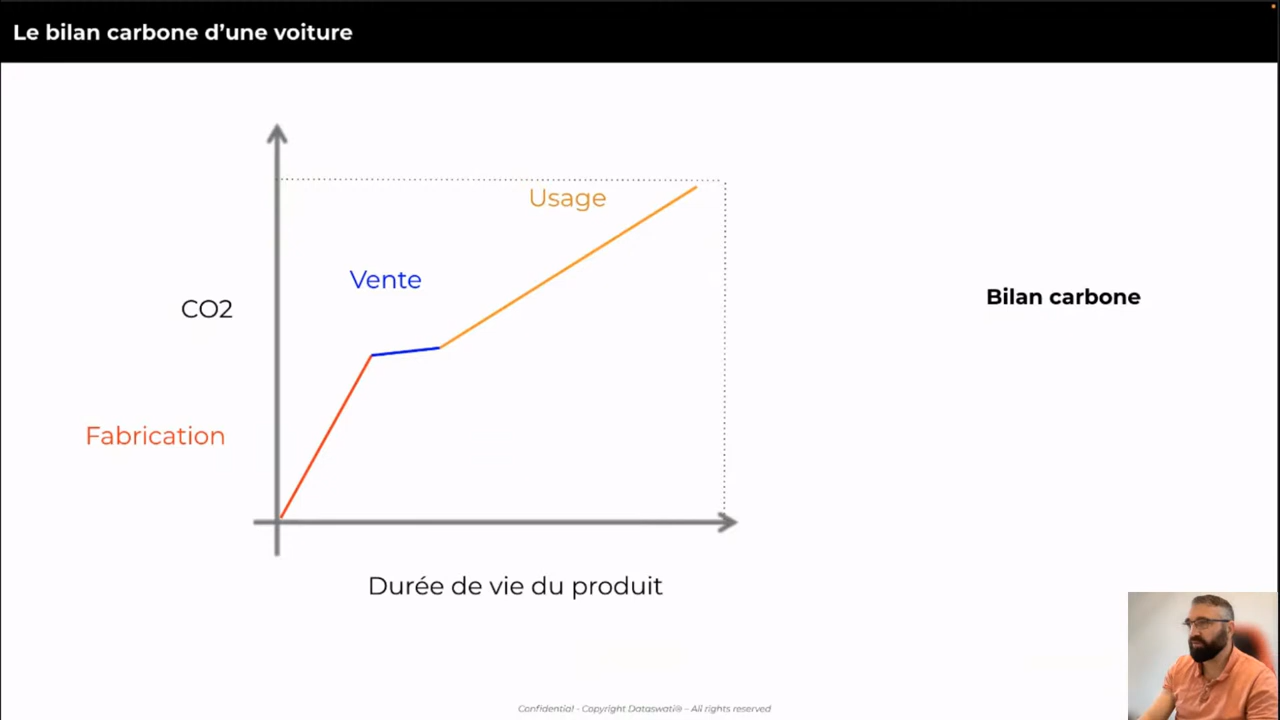 Le bilan carbone d’une voiture
Usage
Vente
CO2
Bilan carbone
Fabrication
Durée de vie du produit
Confidential - Copyright Dataswati® – All rights reserved